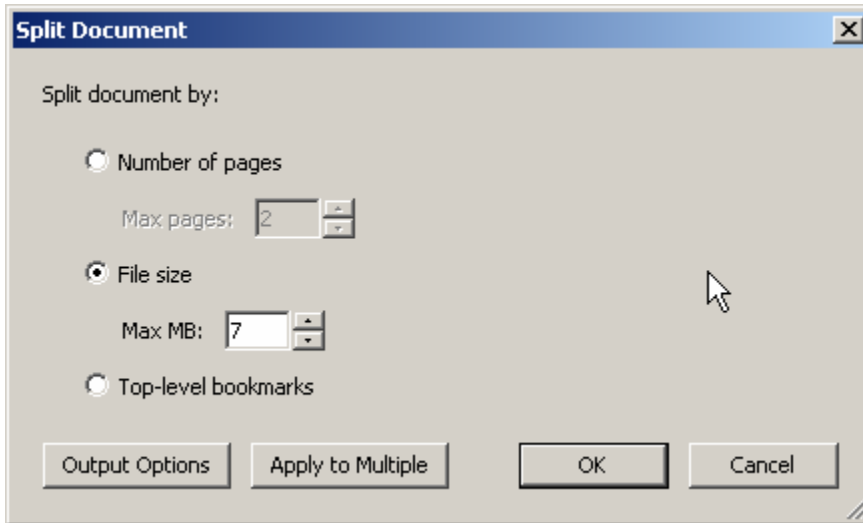 Split Document
Split document by:
Number of pages
Max pages: 2
File size
Max MB: 7
Top-level bookmarks
Output Options Apply to Multiple OK Cancel